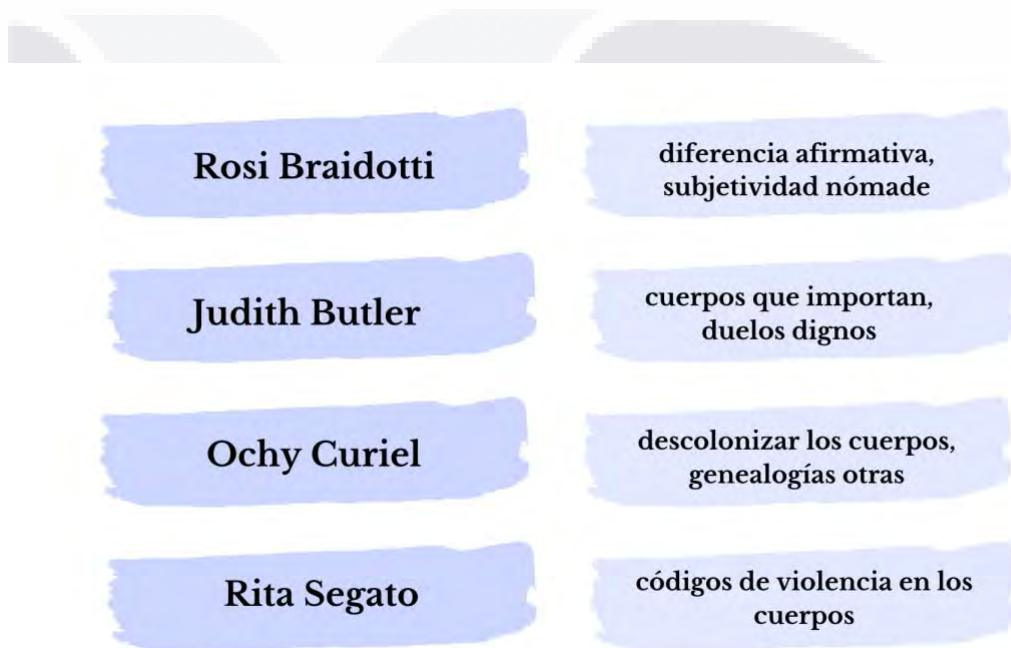 Rosi Braidotti
diferencia afirmativa,
subjetividad nómade
Judith Butler
cuerpos que importan,
duelos dignos
Ochy Curiel
descolonizar los cuerpos,
genealogías otras
Rita Segato
códigos de violencia en los
cuerpos